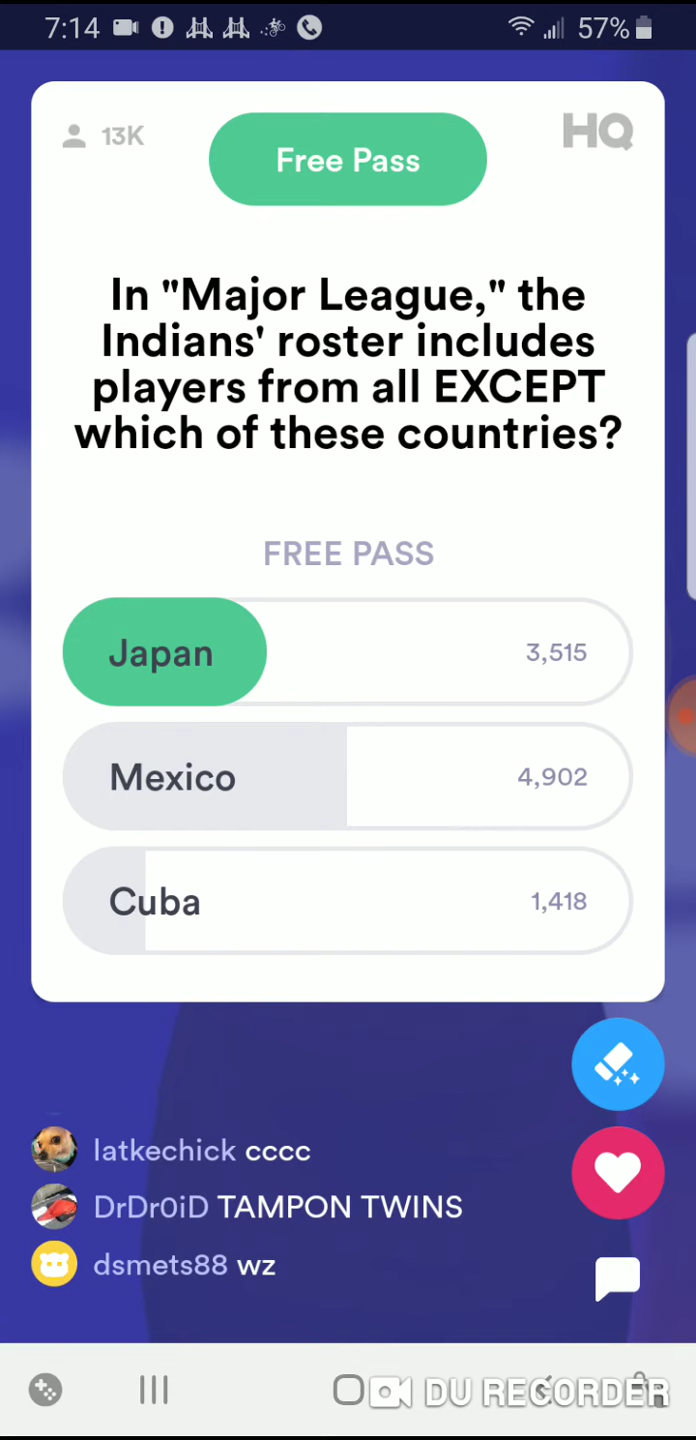 7:14 57%
13K Free Pass HQ
In "Major League," the
Indians' roster includes
players from all EXCEPT
which of these countries?
FREE PASS
Japan 3,515
Mexico 4,902
Cuba 1,418
latkechick cccc
DrDr0iD TAMPON TWINS
dsmets88 wz
DU RECORDER